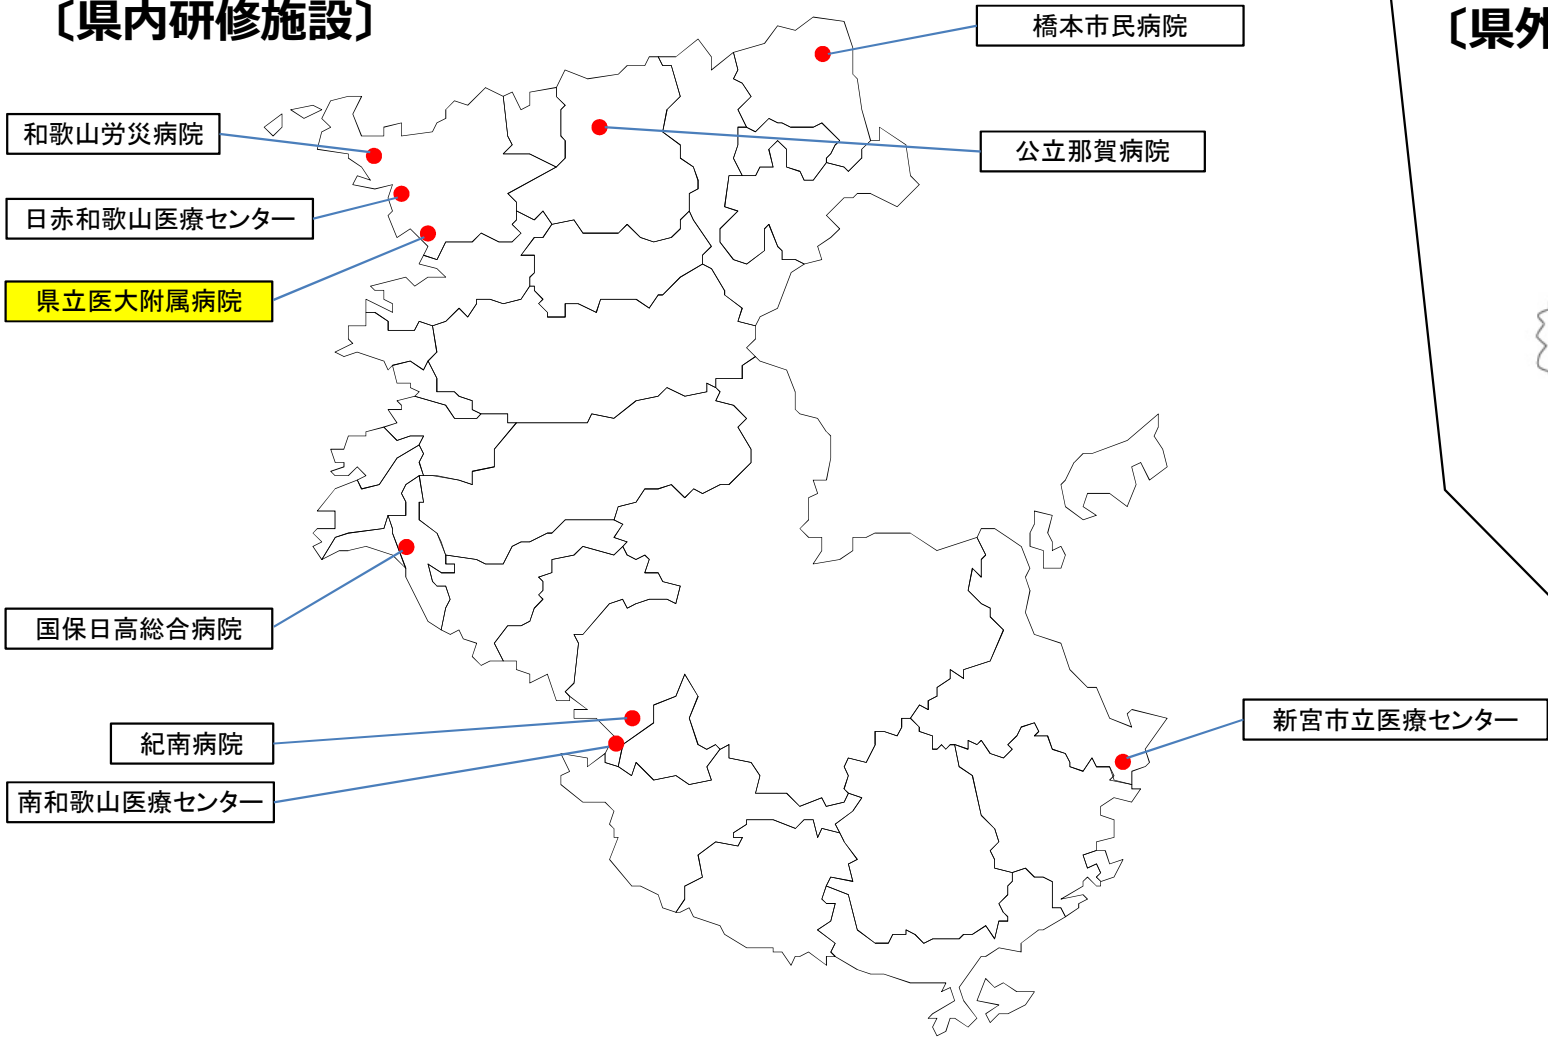 〔県内研修施設〕
〔県外
橋本市民病院
和歌山労災病院
公立那賀病院
日赤和歌山医療センター
県立医大附属病院
国保日高総合病院
紀南病院
新宮市立医療センター
南和歌山医療センター